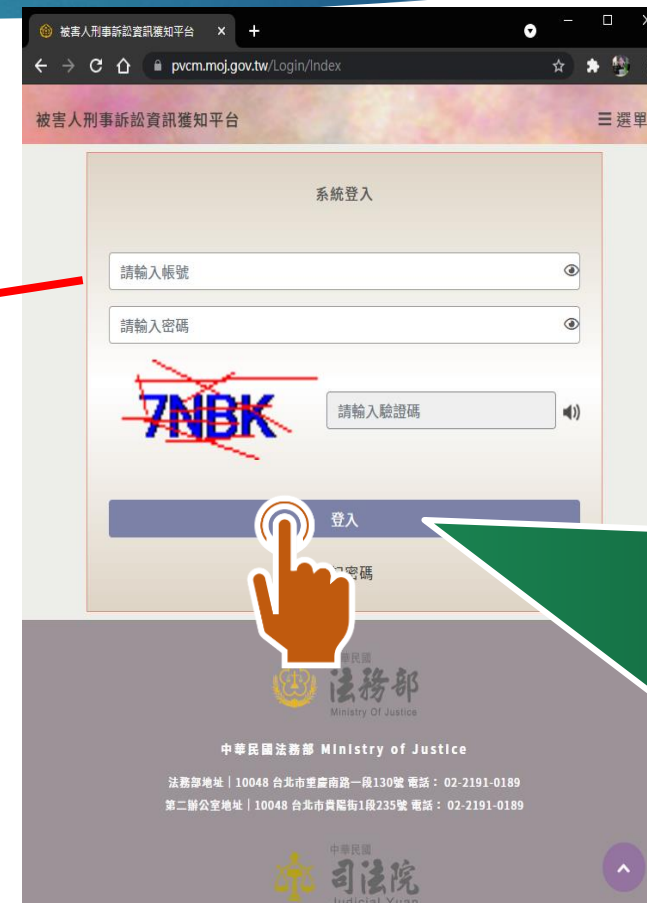 被害人刑事訴訟資訊獲知平台
pvcm.moj.gov.tw/Login/Index
被害人刑事訴訟資訊獲知平台
選單
系統登入
請輸入帳號
請輸入密碼
7NBK
請輸入驗證碼
登入
密碼
法務部
Ministry Of Justice
中華民國法務部 Ministry of Justice
法務部地址｜10048 台北市重慶南路一段130號 電話： 02-2191-0189
第二辦公室地址｜10048 台北市貴陽街1段235號 電話： 02-2191-0189
中華民國
司法院
Judicial Yuan